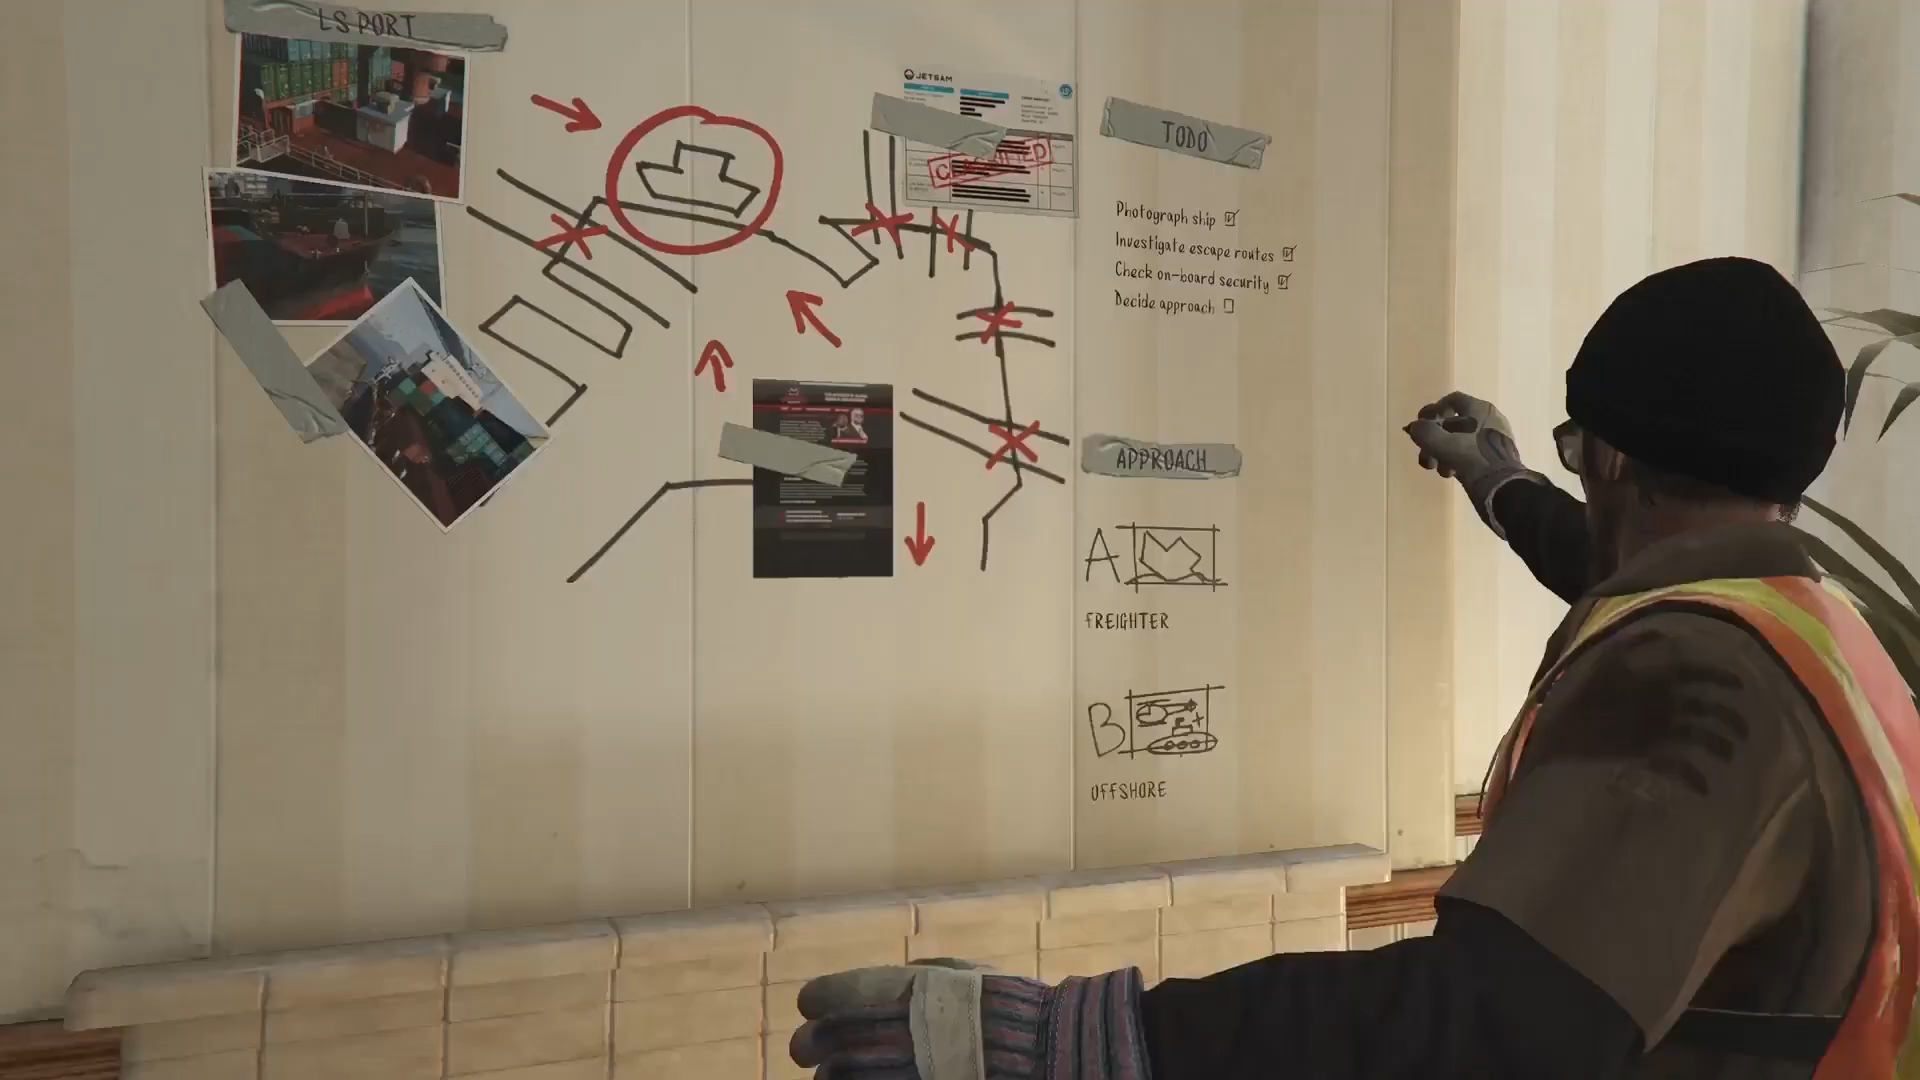 LS PORT
JETSAM
CLASSIFIED
TODO
Photograph ship ☑
Investigate escape routes ☑
Check on-board security ☑
Decide approach ☐
APPROACH
A
FREIGHTER
B
OFFSHORE